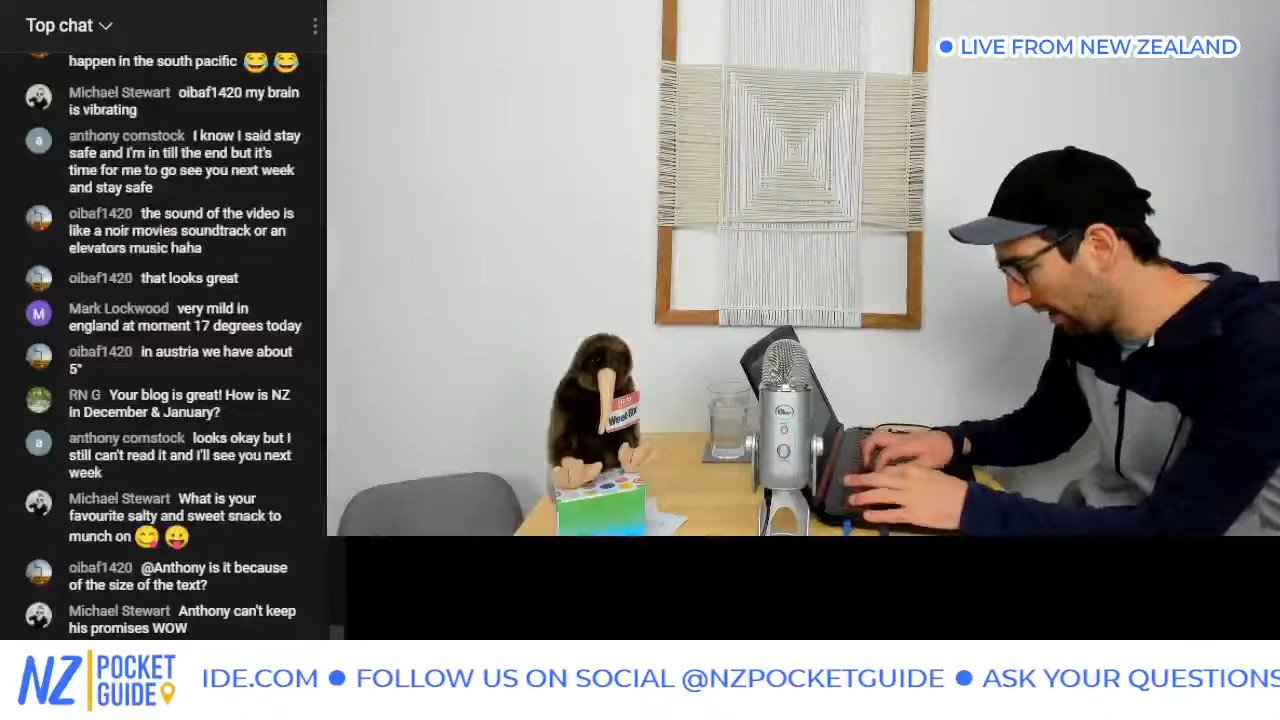 Top chat
happen in the south pacific
Michael Stewart oibaf1420 my brain
is vibrating
anthony comstock I know I said stay
safe and I'm in till the end but it's
time for me to go see you next week
and stay safe
oibaf1420 the sound of the video is
like a noir movies soundtrack or an
elevators music haha
oibaf1420 that looks great
Mark Lockwood very mild in
england at moment 17 degrees today
oibaf1420 in austria we have about
5°
RN G Your blog is great! How is NZ
in December & January?
anthony comstock looks okay but I
still can't read it and I'll see you next
week
Michael Stewart What is your
favourite salty and sweet snack to
munch on
oibaf1420 @Anthony is it because
of the size of the text?
Michael Stewart Anthony can't keep
his promises WOW
a
M
a
LIVE FROM NEW ZEALAND
Hello
blue
NZ POCKET
GUIDE
IDE.COM ● FOLLOW US ON SOCIAL @NZPOCKETGUIDE ● ASK YOUR QUESTIONS